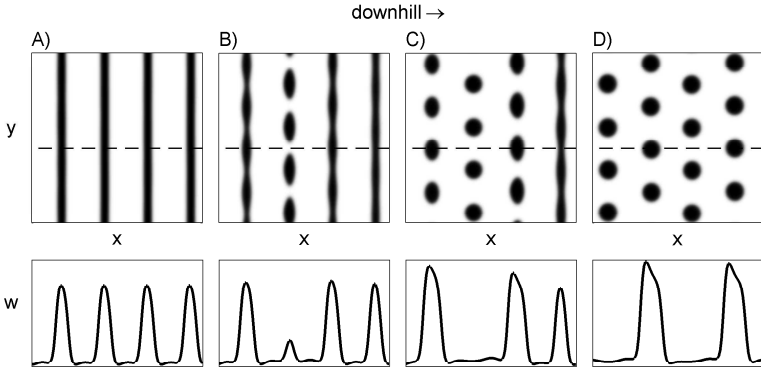 downhill →
A) B) C) D)
y
x x x x
w